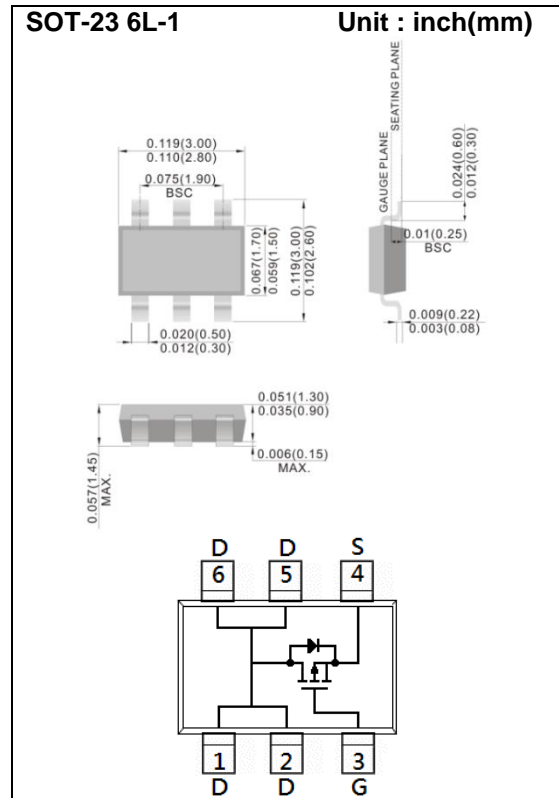 SOT-23 6L-1 Unit : inch(mm)
SEATING PLANE
GAUGE PLANE
0.024(0.60)
0.012(0.30)
0.119(3.00)
0.110(2.80)
0.075(1.90)
BSC
0.067(1.70)
0.059(1.50)
0.119(3.00)
0.102(2.60)
0.01(0.25)
BSC
0.009(0.22)
0.003(0.08)
0.020(0.50)
0.012(0.30)
0.051(1.30)
0.035(0.90)
0.006(0.15)
MAX.
0.057(1.45)
MAX.
D D S
6 5 4
1 2 3
D D G